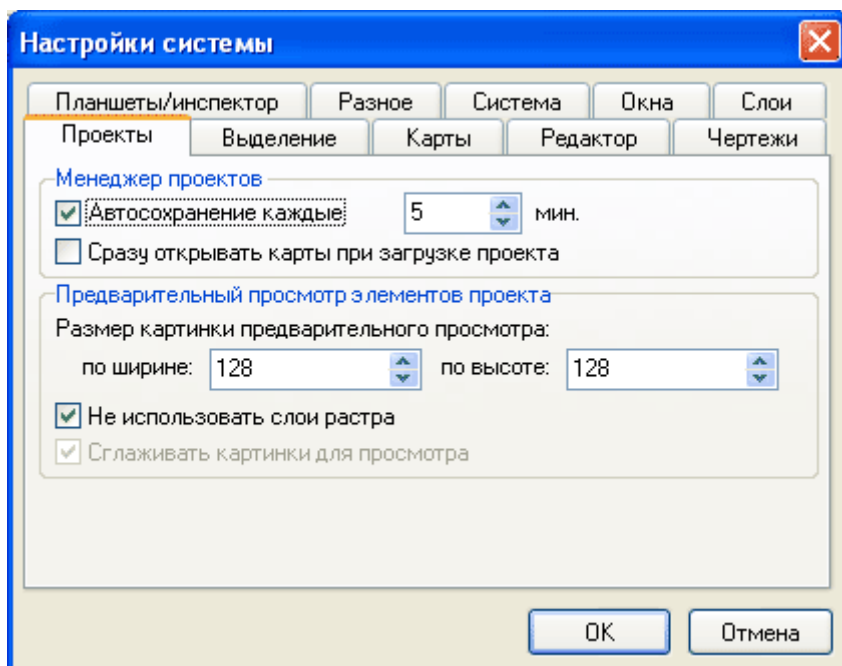 Настройки системы
Планшеты/инспектор Разное Система Окна Слои
Проекты Выделение Карты Редактор Чертежи
Менеджер проектов
Автосохранение каждые 5 мин.
Сразу открывать карты при загрузке проекта
Предварительный просмотр элементов проекта
Размер картинки предварительного просмотра:
по ширине: 128 по высоте: 128
Не использовать слои растра
Сглаживать картинки для просмотра
OK Отмена